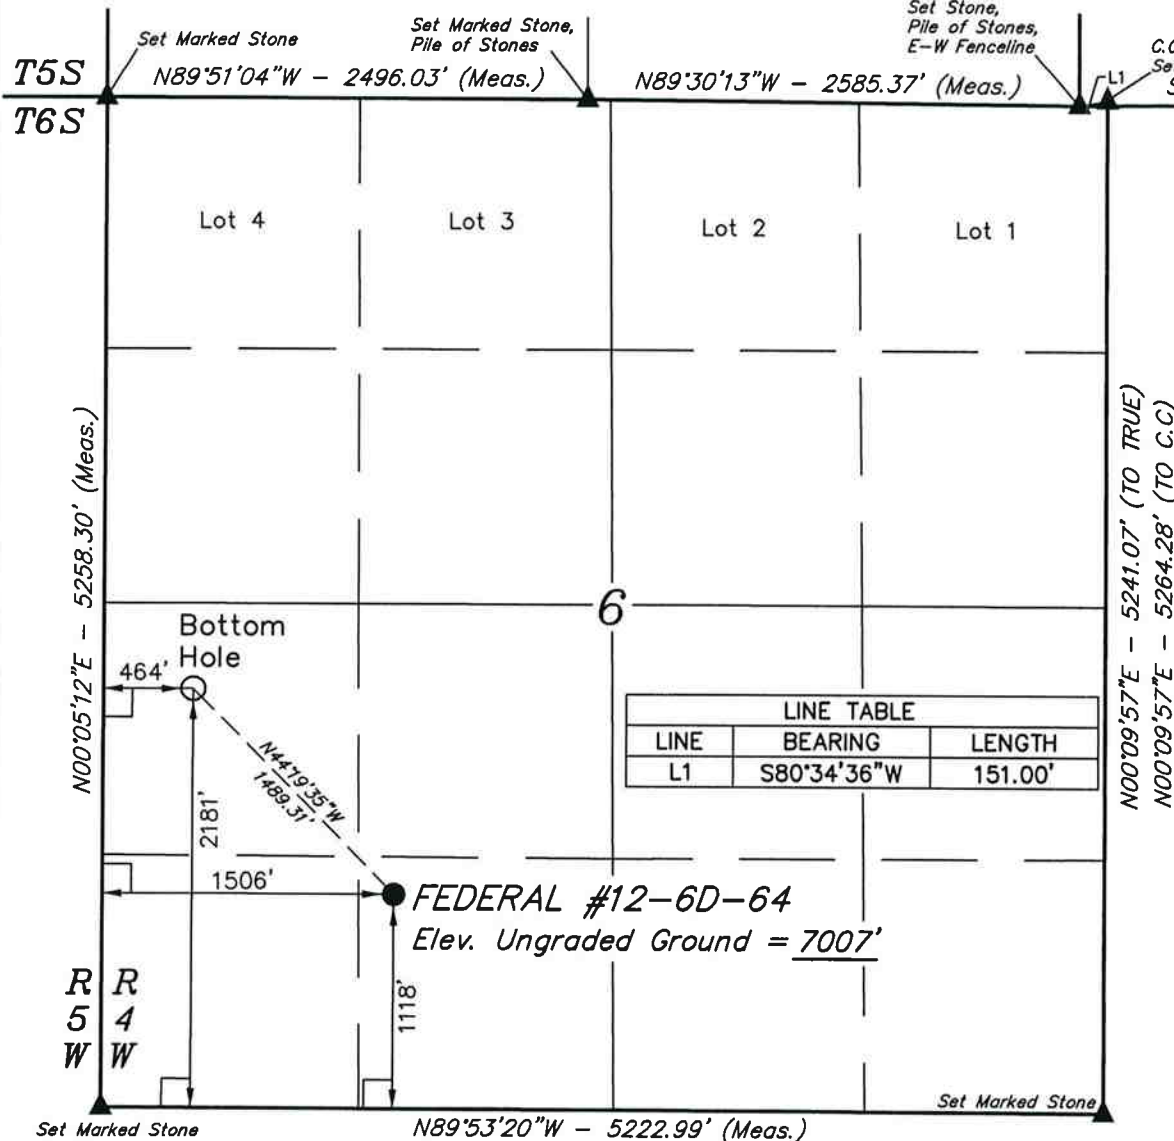 Set Marked Stone
Set Marked Stone,
Pile of Stones
Set Stone,
Pile of Stones,
E-W Fenceline
T5S
N89°51'04"W - 2496.03' (Meas.)
N89°30'13"W - 2585.37' (Meas.)
L1
T6S
Lot 4
Lot 3
Lot 2
Lot 1
N00°05'12"E - 5258.30' (Meas.)
N00°09'57"E - 5241.07' (TO TRUE)
N00°09'57"E - 5264.28' (TO C.C)
6
Bottom
Hole
464'
N44°19'35"W
1489.31'
2181'
LINE TABLE
LINE BEARING LENGTH
L1 S80°34'36"W 151.00'
1506'
FEDERAL #12-6D-64
Elev. Ungraded Ground = 7007'
1118'
R R
5 4
W W
Set Marked Stone
Set Marked Stone
N89°53'20"W - 5222.99' (Meas.)